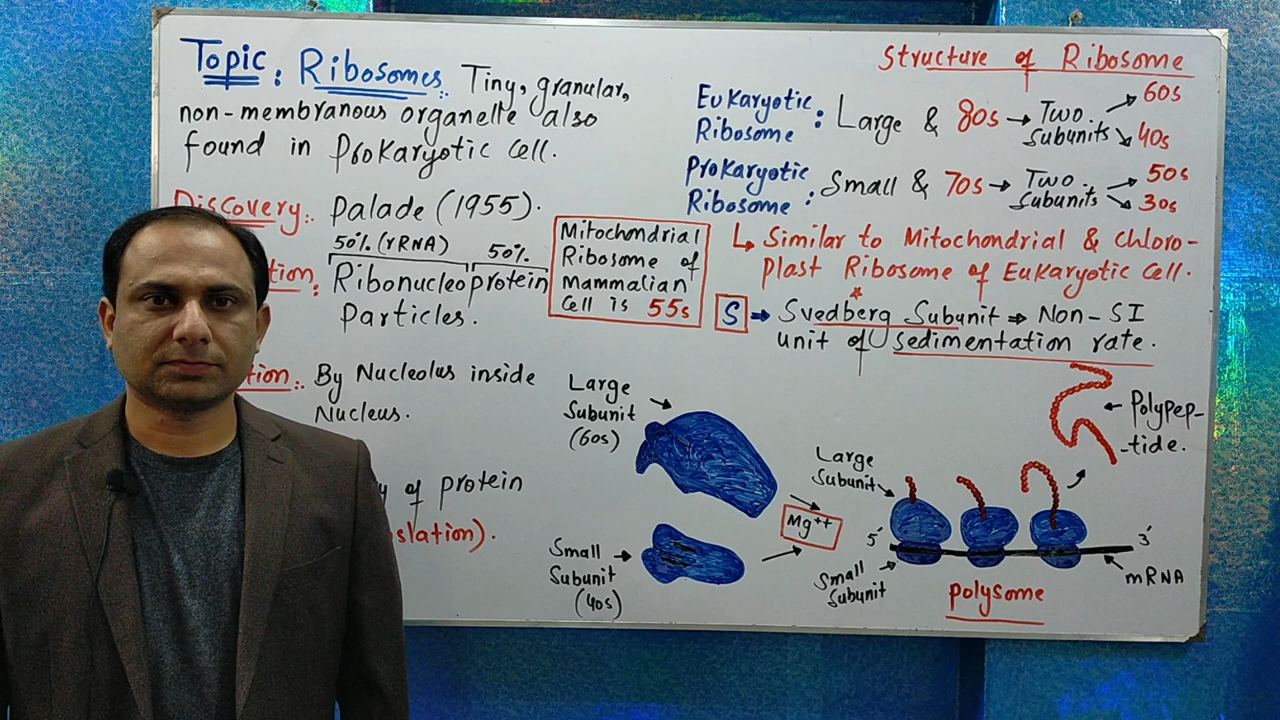 Topic: Ribosomes. Tiny, granular,
non-membranous organelle also
found in Prokaryotic cell.
Discovery: Palade (1955).
50% (rRNA) 50%
tion: Ribonucleoprotein
Particles.
tion: By Nucleolus inside
Nucleus.
y of protein
slation).
Mitochondrial
Ribosome of
Mammalian
Cell is 55s
Structure of Ribosome
Eukaryotic
Ribosome : Large & 80s → Two
Subunits
60s
40s
Prokaryotic
Ribosome : Small & 70s → Two
Subunits
50s
30s
↳ Similar to Mitochondrial & Chloro-
plast Ribosome of Eukaryotic Cell.
S → Svedberg Subunit ⇒ Non-SI
unit of sedimentation rate.
Large
Subunit
(60s)
Small
Subunit
(40s)
Mg++
Large
Subunit
Small
Subunit
5'
3'
mRNA
Polypep-
-tide.
polysome